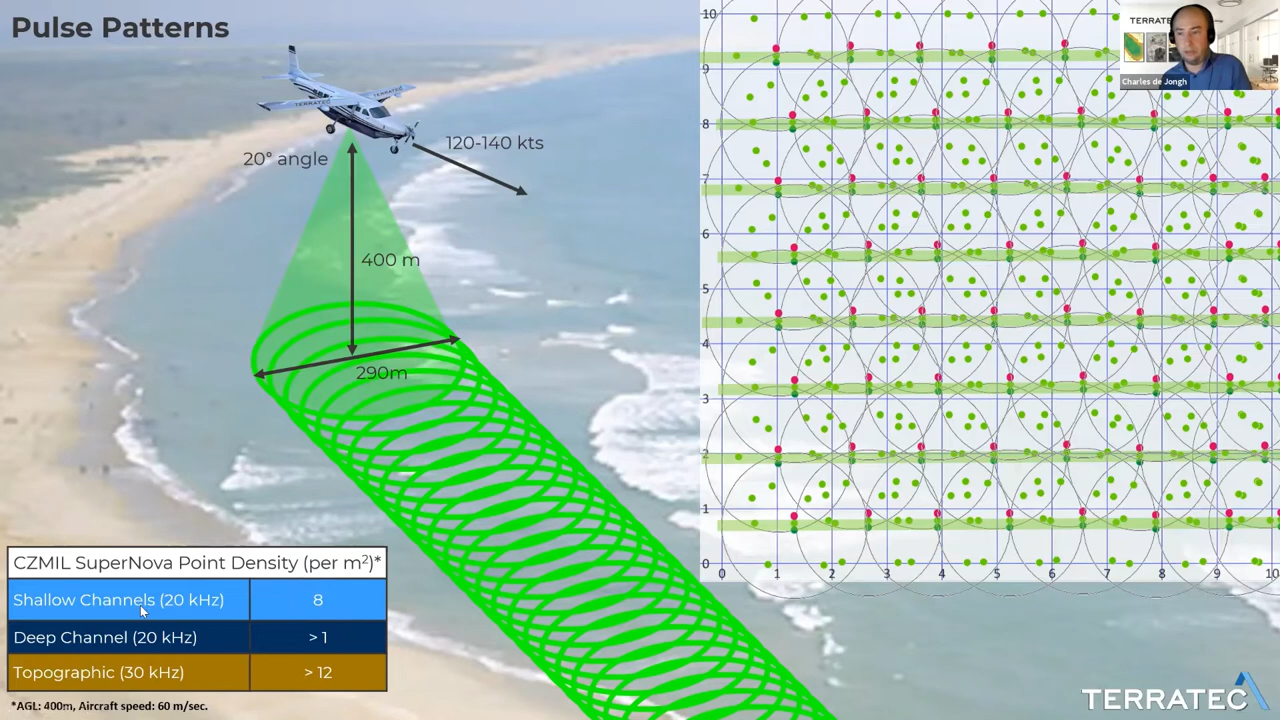 Pulse Patterns
TERRATEC
TERRATEC
20° angle
120-140 kts
400 m
290m
CZMIL SuperNova Point Density (per m²)*
Shallow Channels (20 kHz) 8
Deep Channel (20 kHz) > 1
Topographic (30 kHz) > 12
*AGL: 400m, Aircraft speed: 60 m/sec.
10
9
8
7
6
5
4
3
2
1
0
0 1 2 3 4 5 6 7 8 9 10
TERRATEC
Charles de Jongh
TERRATEC